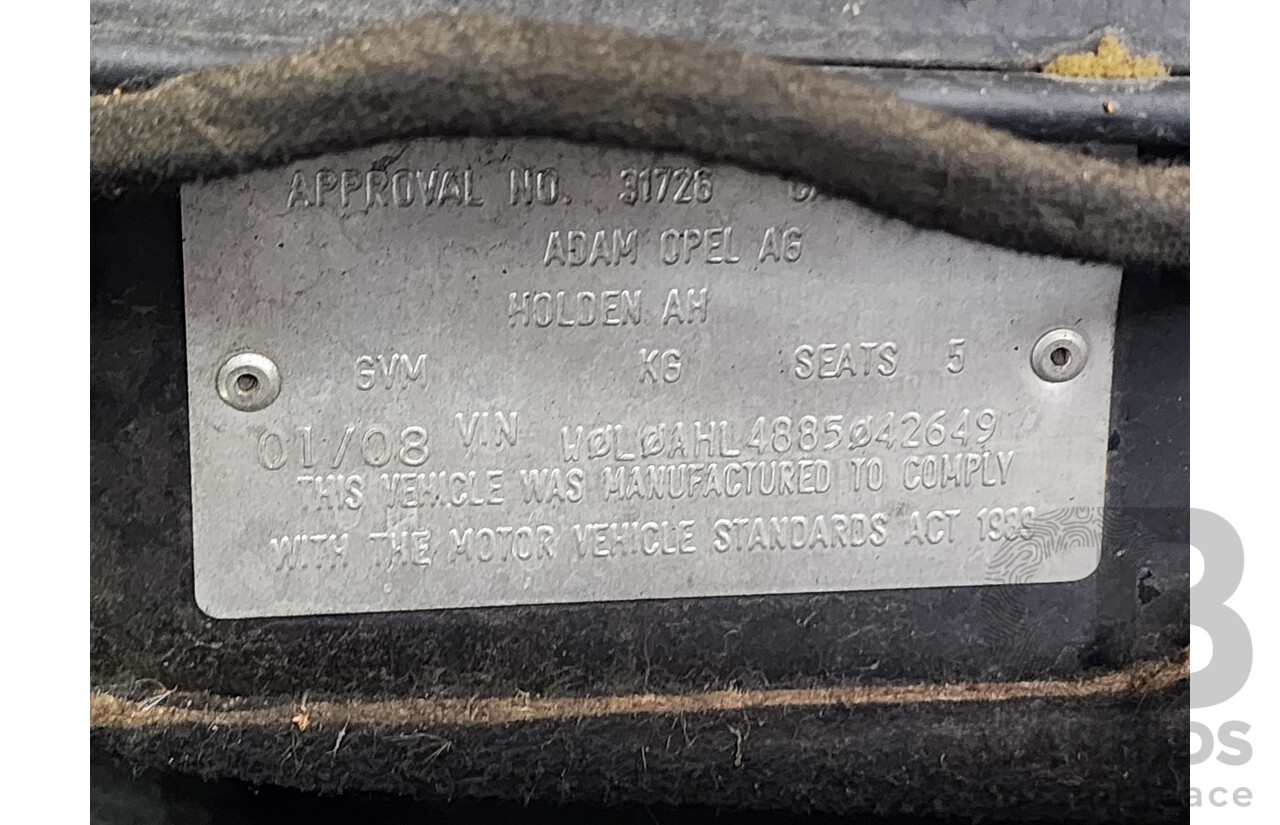 APPROVAL NO. 31726
ADAM OPEL AG
HOLDEN AH
GVM KG SEATS 5
01/08 VIN WØLØAHL4885Ø42649
THIS VEHICLE WAS MANUFACTURED TO COMPLY
WITH THE MOTOR VEHICLE STANDARDS ACT 1989